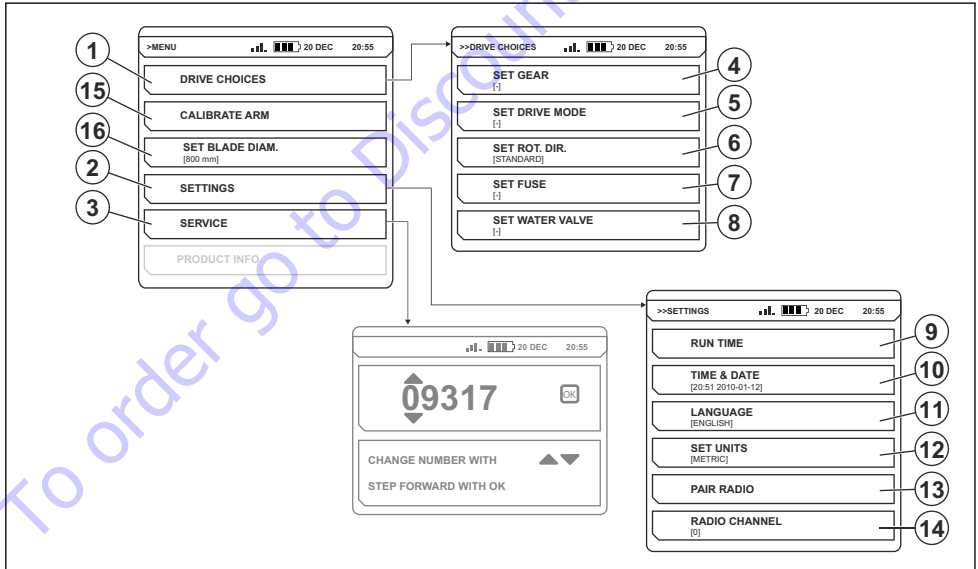 >MENU 20 DEC 20:55
DRIVE CHOICES
CALIBRATE ARM
SET BLADE DIAM.
[800 mm]
SETTINGS
SERVICE
PRODUCT INFO
1
15
16
2
3
>>DRIVE CHOICES 20 DEC 20:55
SET GEAR
[-]
SET DRIVE MODE
[-]
SET ROT. DIR.
[STANDARD]
SET FUSE
[-]
SET WATER VALVE
[-]
4
5
6
7
8
20 DEC 20:55
09317 OK
CHANGE NUMBER WITH
STEP FORWARD WITH OK
>>SETTINGS 20 DEC 20:55
RUN TIME
TIME & DATE
[20:51 2010-01-12]
LANGUAGE
[ENGLISH]
SET UNITS
[METRIC]
PAIR RADIO
RADIO CHANNEL
[0]
9
10
11
12
13
14
To order go to Discoun